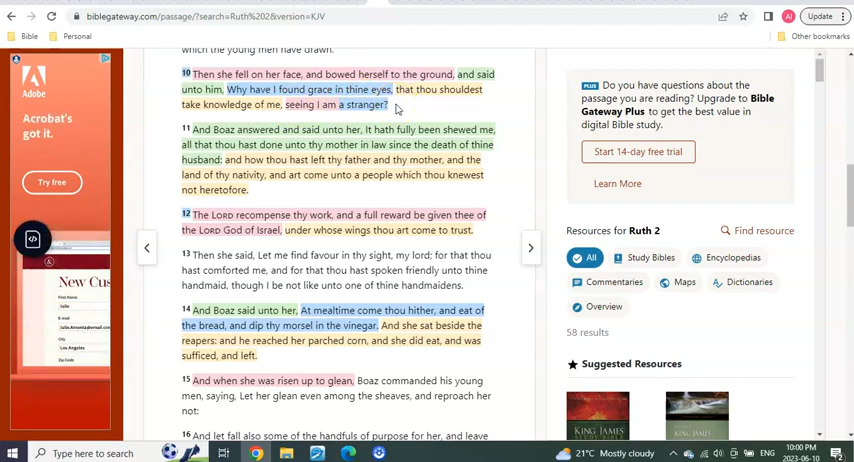 biblegateway.com/passage/?search=Ruth%202&version=KJV
AI
Update
Bible
Personal
Other bookmarks
which the young men have drawn.
10 Then she fell on her face, and bowed herself to the ground, and said
unto him, Why have I found grace in thine eyes, that thou shouldest
take knowledge of me, seeing I am a stranger?
11 And Boaz answered and said unto her, It hath fully been shewed me,
all that thou hast done unto thy mother in law since the death of thine
husband: and how thou hast left thy father and thy mother, and the
land of thy nativity, and art come unto a people which thou knewest
not heretofore.
12 The LORD recompense thy work, and a full reward be given thee of
the LORD God of Israel, under whose wings thou art come to trust.
13 Then she said, Let me find favour in thy sight, my lord; for that thou
hast comforted me, and for that thou hast spoken friendly unto thine
handmaid, though I be not like unto one of thine handmaidens.
14 And Boaz said unto her, At mealtime come thou hither, and eat of
the bread, and dip thy morsel in the vinegar. And she sat beside the
reapers: and he reached her parched corn, and she did eat, and was
sufficed, and left.
15 And when she was risen up to glean, Boaz commanded his young
men, saying, Let her glean even among the sheaves, and reproach her
not:
16 And let fall also some of the handfuls of purpose for her, and leave
Adobe
Acrobat's
got it.
Try free
New Cus
First Name
Julie
E-mail
City
Los Angeles
Zip Code
PLUS Do you have questions about the
passage you are reading? Upgrade to Bible
Gateway Plus to get the best value in
digital Bible study.
Start 14-day free trial
Learn More
Resources for Ruth 2
Find resource
All
Study Bibles
Encyclopedias
Commentaries
Maps
Dictionaries
Overview
58 results
Suggested Resources
KING JAMES
STUDY BIBLE
KING JAMES
Type here to search
21°C Mostly cloudy
ENG
10:00 PM
2023-06-10
2